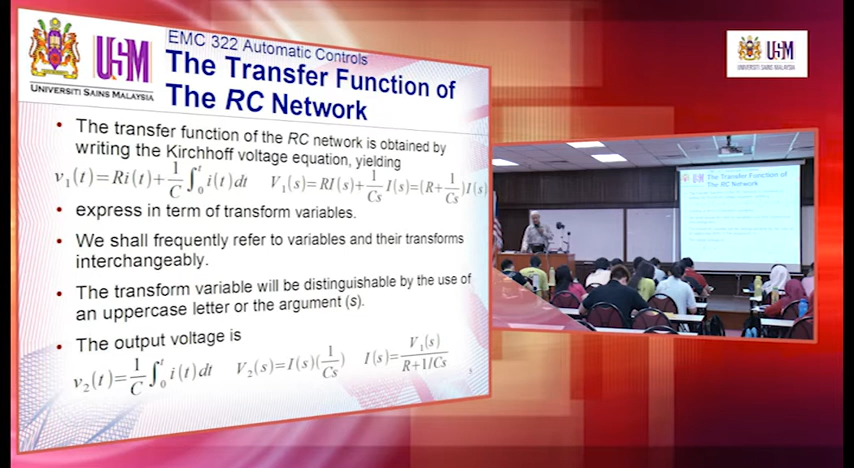 EMC 322 Automatic Controls
The Transfer Function of
The RC Network
USM
UNIVERSITI SAINS MALAYSIA
• The transfer function of the RC network is obtained by
writing the Kirchhoff voltage equation, yielding
v₁(t)=Ri(t)+1/C ∫₀ᵗ i(t)dt V₁(s)=RI(s)+1/Cs I(s)=(R+1/Cs)I(s)
• express in term of transform variables.
• We shall frequently refer to variables and their transforms
interchangeably.
• The transform variable will be distinguishable by the use of
an uppercase letter or the argument (s).
• The output voltage is
v₂(t)=1/C ∫₀ᵗ i(t)dt V₂(s)=I(s)(1/Cs) I(s)=V₁(s)/R+1/Cs
USM
UNIVERSITI SAINS MALAYSIA
The Transfer Function of
The RC Network